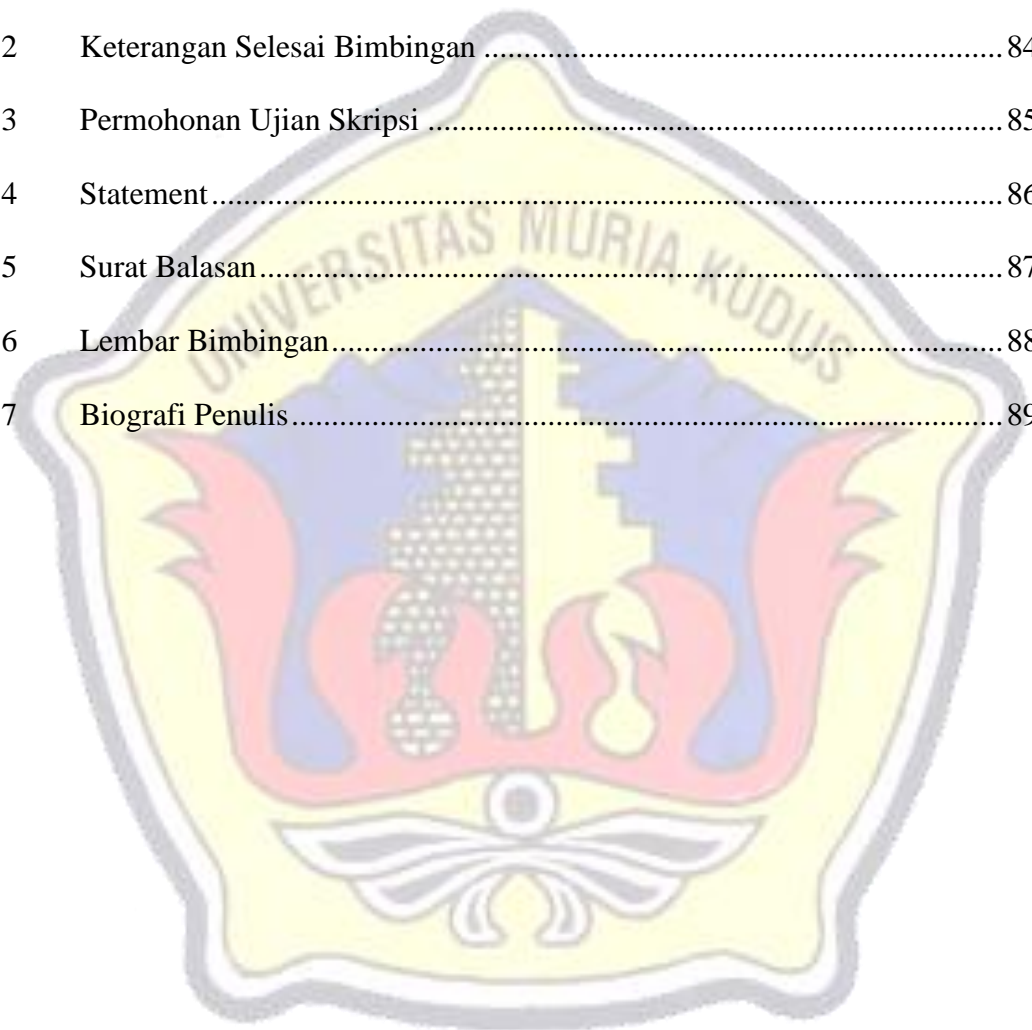 2 Keterangan Selesai Bimbingan ................................................................ 84
3 Permohonan Ujian Skripsi ....................................................................... 85
4 Statement ................................................................................................... 86
5 Surat Balasan ............................................................................................. 87
6 Lembar Bimbingan .................................................................................... 88
7 Biografi Penulis ......................................................................................... 89
UNIVERSITAS MURIA KUDUS